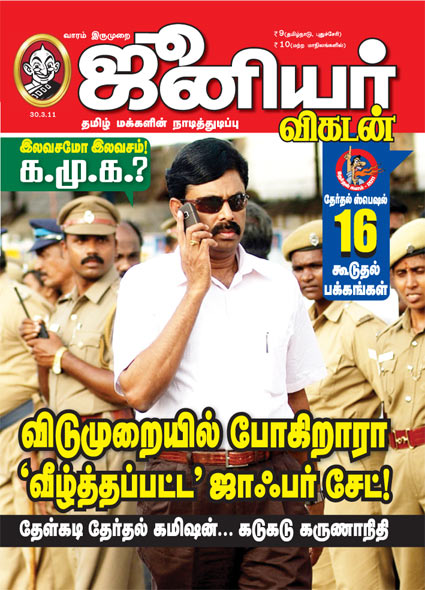 வாரம் இருமுறை
₹ 9 (தமிழ்நாடு, புதுச்சேரி)
₹ 10 (மற்ற மாநிலங்களில்)
ஜூனியர்
30.3.11
தமிழ் மக்களின் நாடித்துடிப்பு
விகடன்
இலவசமோ இலவசம்!
க.மு.க.?
தேர்தல் ஸ்பெஷல்
16
கூடுதல்
பக்கங்கள்
விடுமுறையில் போகிறாரா
‘வீழ்த்தப்பட்ட’ ஜாஃபர் சேட்!
தேள்கடி தேர்தல் கமிஷன்... கடுகடு கருணாநிதி